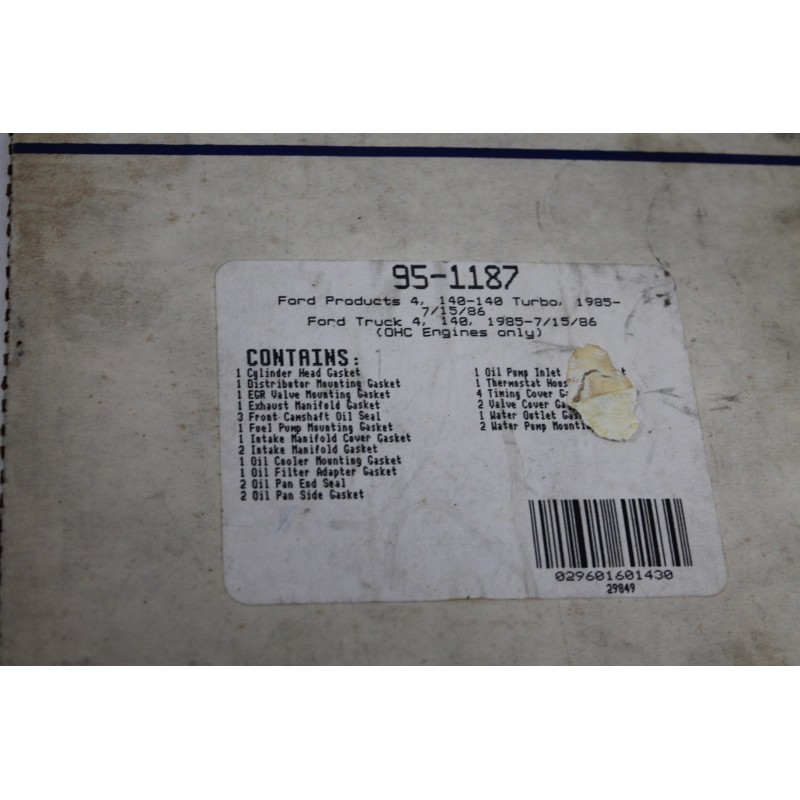 95-1187
Ford Products 4, 140-140 Turbo, 1985-
7/15/86
Ford Truck 4, 140, 1985-7/15/86
(OHC Engines only)
CONTAINS:
1 Cylinder Head Gasket
1 Distributor Mounting Gasket
1 EGR Valve Mounting Gasket
1 Exhaust Manifold Gasket
3 Front Camshaft Oil Seal
1 Fuel Pump Mounting Gasket
1 Intake Manifold Cover Gasket
2 Intake Manifold Gasket
1 Oil Cooler Mounting Gasket
1 Oil Filter Adapter Gasket
2 Oil Pan End Seal
2 Oil Pan Side Gasket
1 Oil Pump Inlet
1 Thermostat
4 Timing Cover
2 Valve Cover
1 Water Outlet
2 Water Pump
029601601430
29849